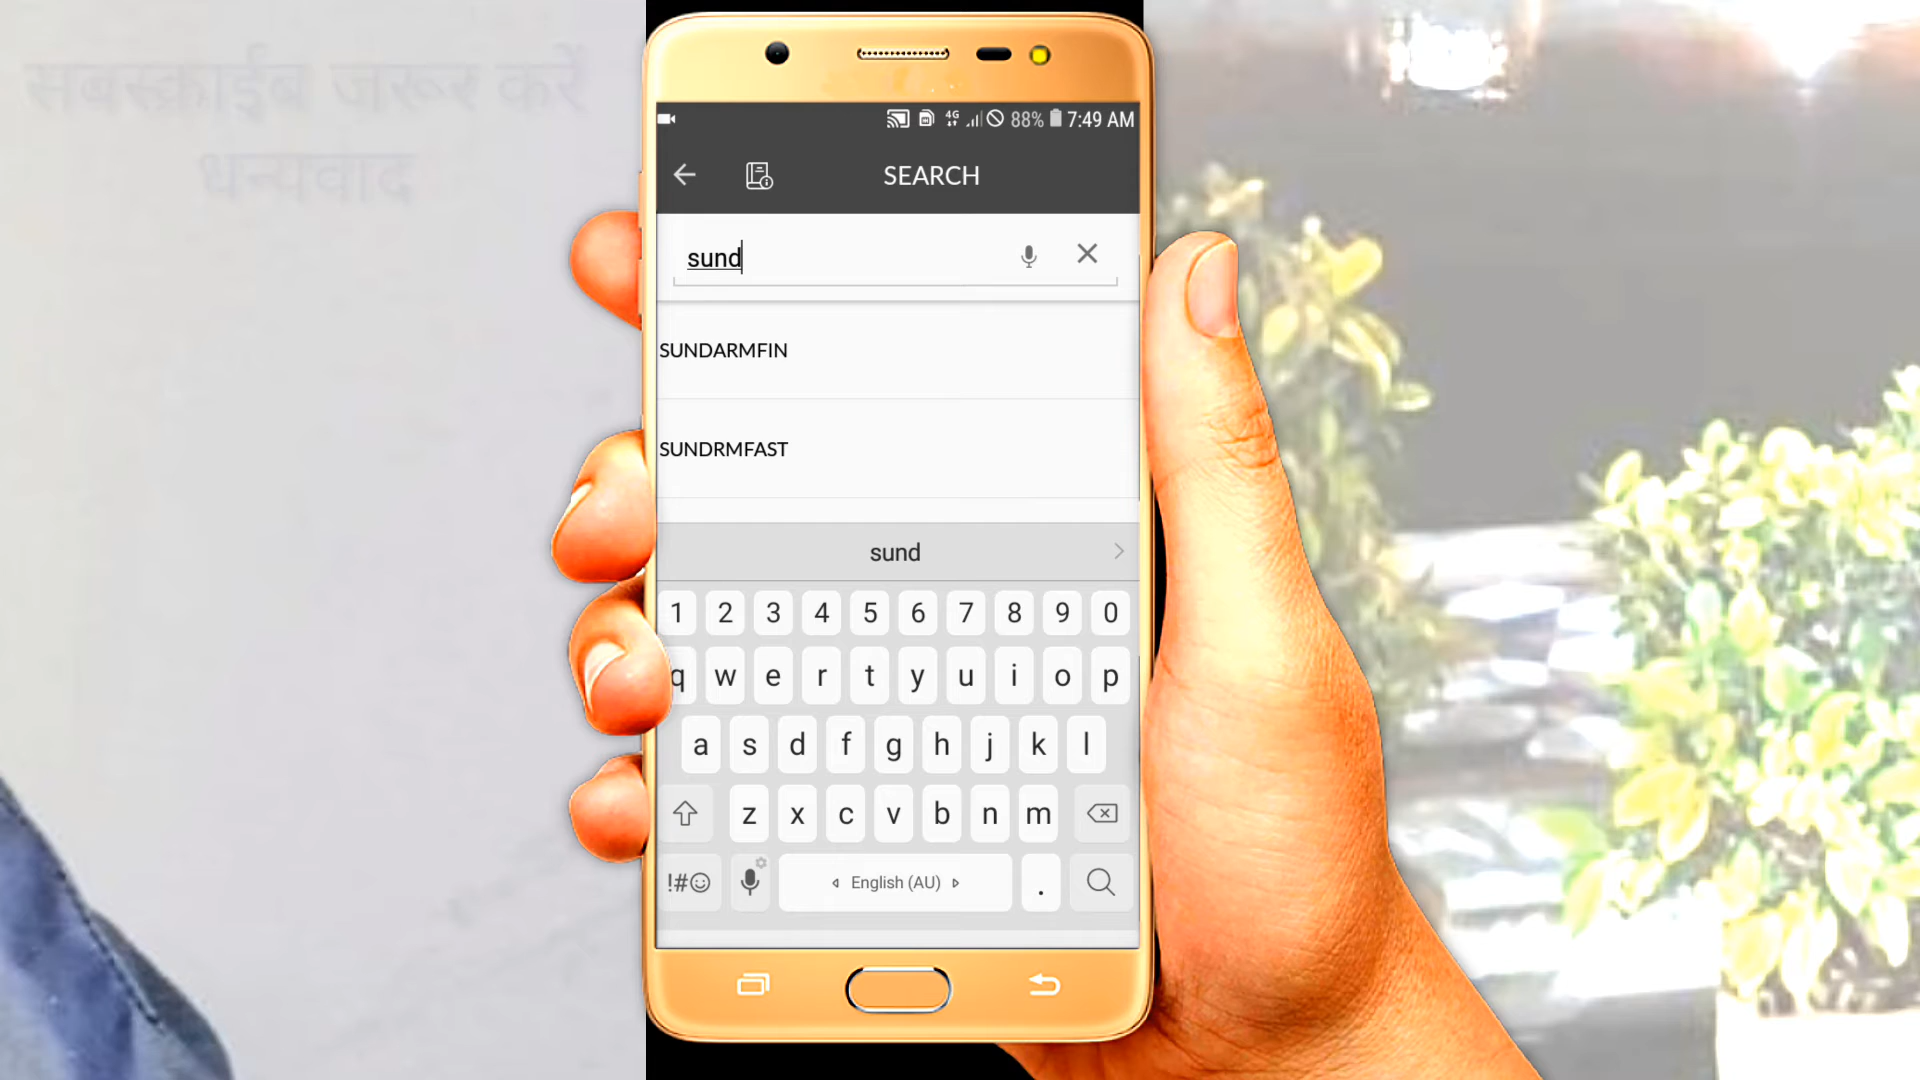 सबस्क्राईब जरूर करें
धन्यवाद
4G 88% 7:49 AM
SEARCH
sund
SUNDARMFIN
SUNDRMFAST
sund
1 2 3 4 5 6 7 8 9 0
q w e r t y u i o p
a s d f g h j k l
z x c v b n m
!#☺ English (AU) .